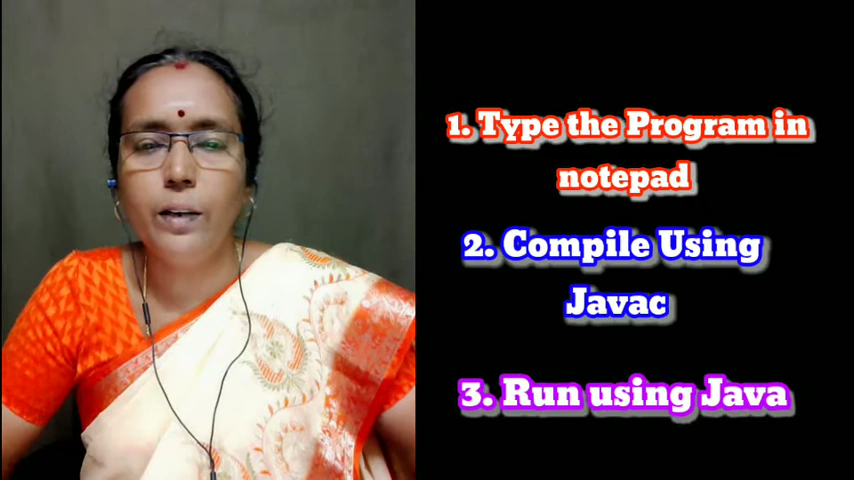 1. Type the Program in
notepad
2. Compile Using
Javac
3. Run using Java